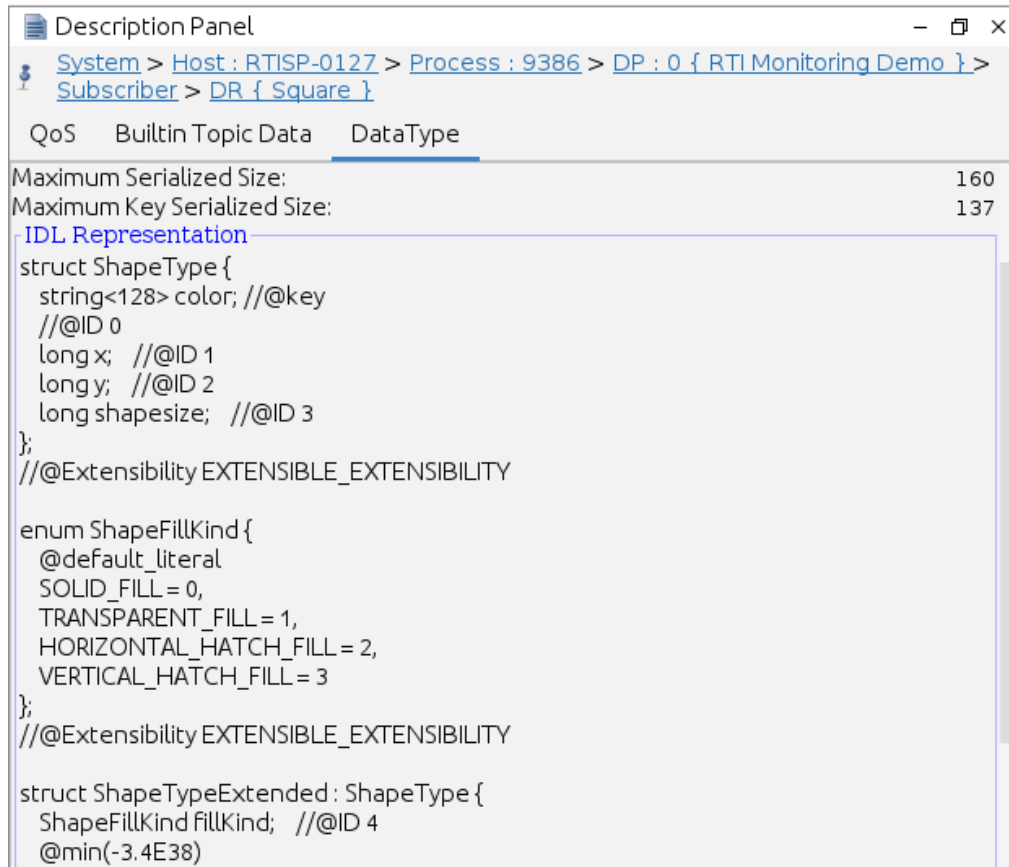 Description Panel
System > Host : RTISP-0127 > Process : 9386 > DP : 0 { RTI Monitoring Demo } >
Subscriber > DR { Square }
QoS Builtin Topic Data DataType
Maximum Serialized Size: 160
Maximum Key Serialized Size: 137
IDL Representation
struct ShapeType {
string<128> color; //@key
//@ID 0
long x; //@ID 1
long y; //@ID 2
long shapesize; //@ID 3
};
//@Extensibility EXTENSIBLE_EXTENSIBILITY
enum ShapeFillKind {
@default_literal
SOLID_FILL = 0,
TRANSPARENT_FILL = 1,
HORIZONTAL_HATCH_FILL = 2,
VERTICAL_HATCH_FILL = 3
};
//@Extensibility EXTENSIBLE_EXTENSIBILITY
struct ShapeTypeExtended : ShapeType {
ShapeFillKind fillKind; //@ID 4
@min(-3.4E38)